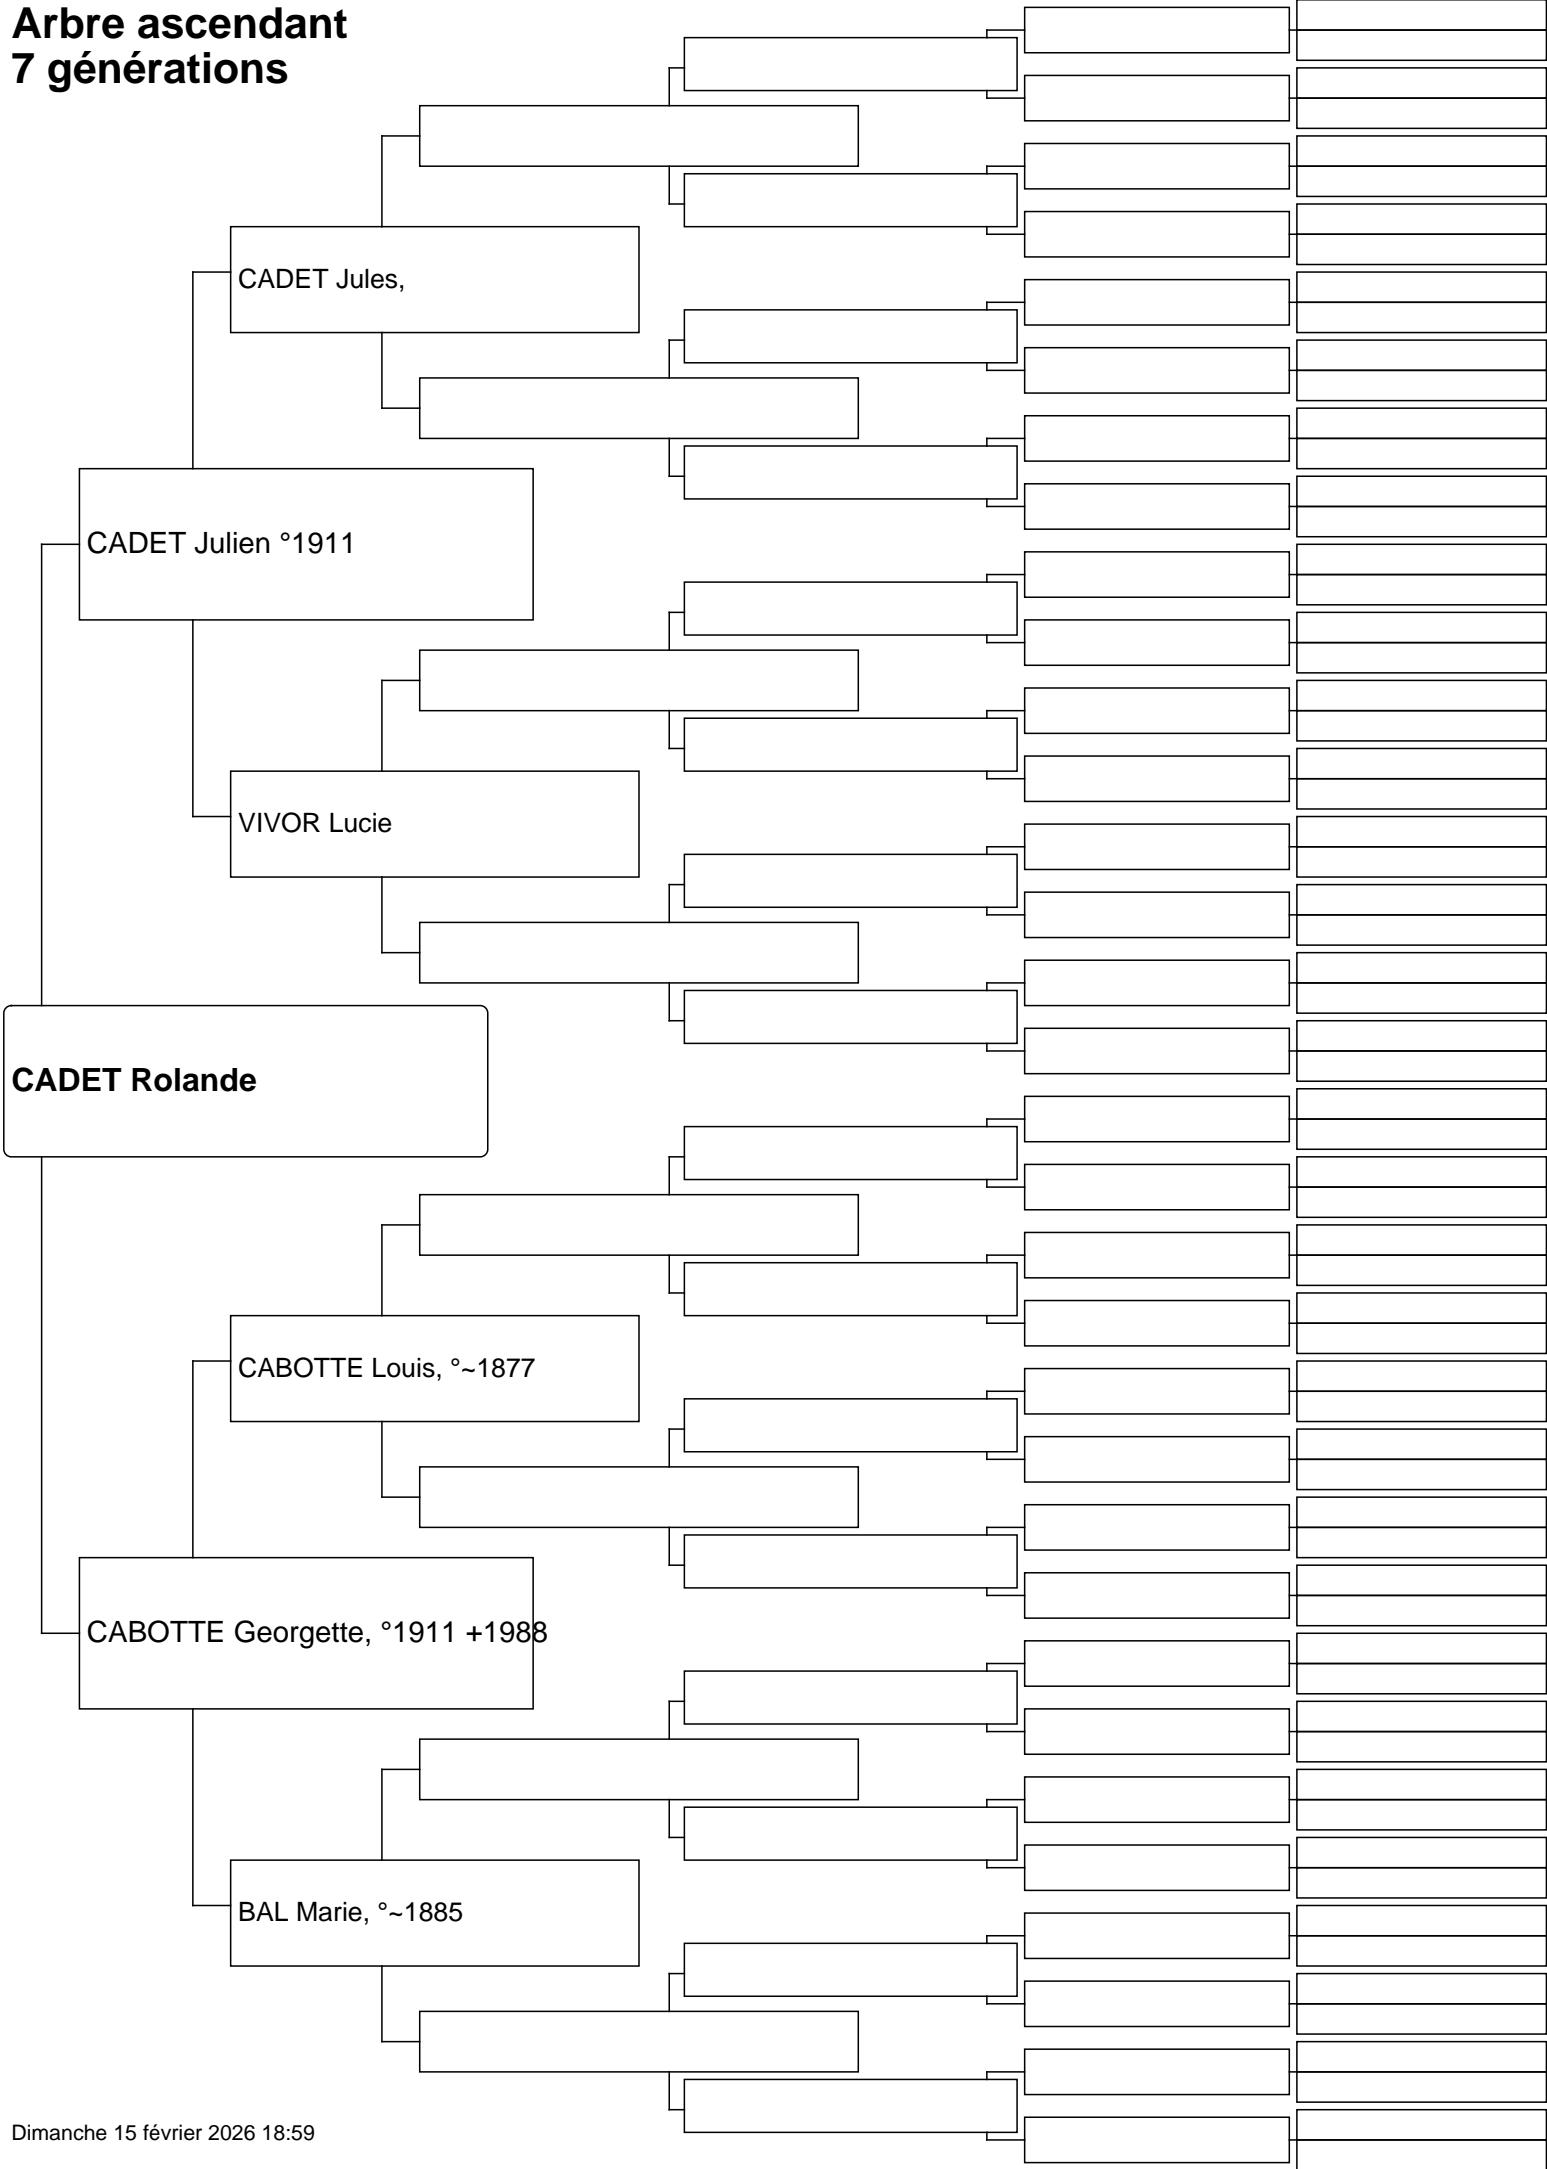 Arbre ascendant
7 générations
CADET Jules,
CADET Julien °1911
VIVOR Lucie
CADET Rolande
CABOTTE Louis, °~1877
CABOTTE Georgette, °1911 +1988
BAL Marie, °~1885
Dimanche 15 février 2026 18:59